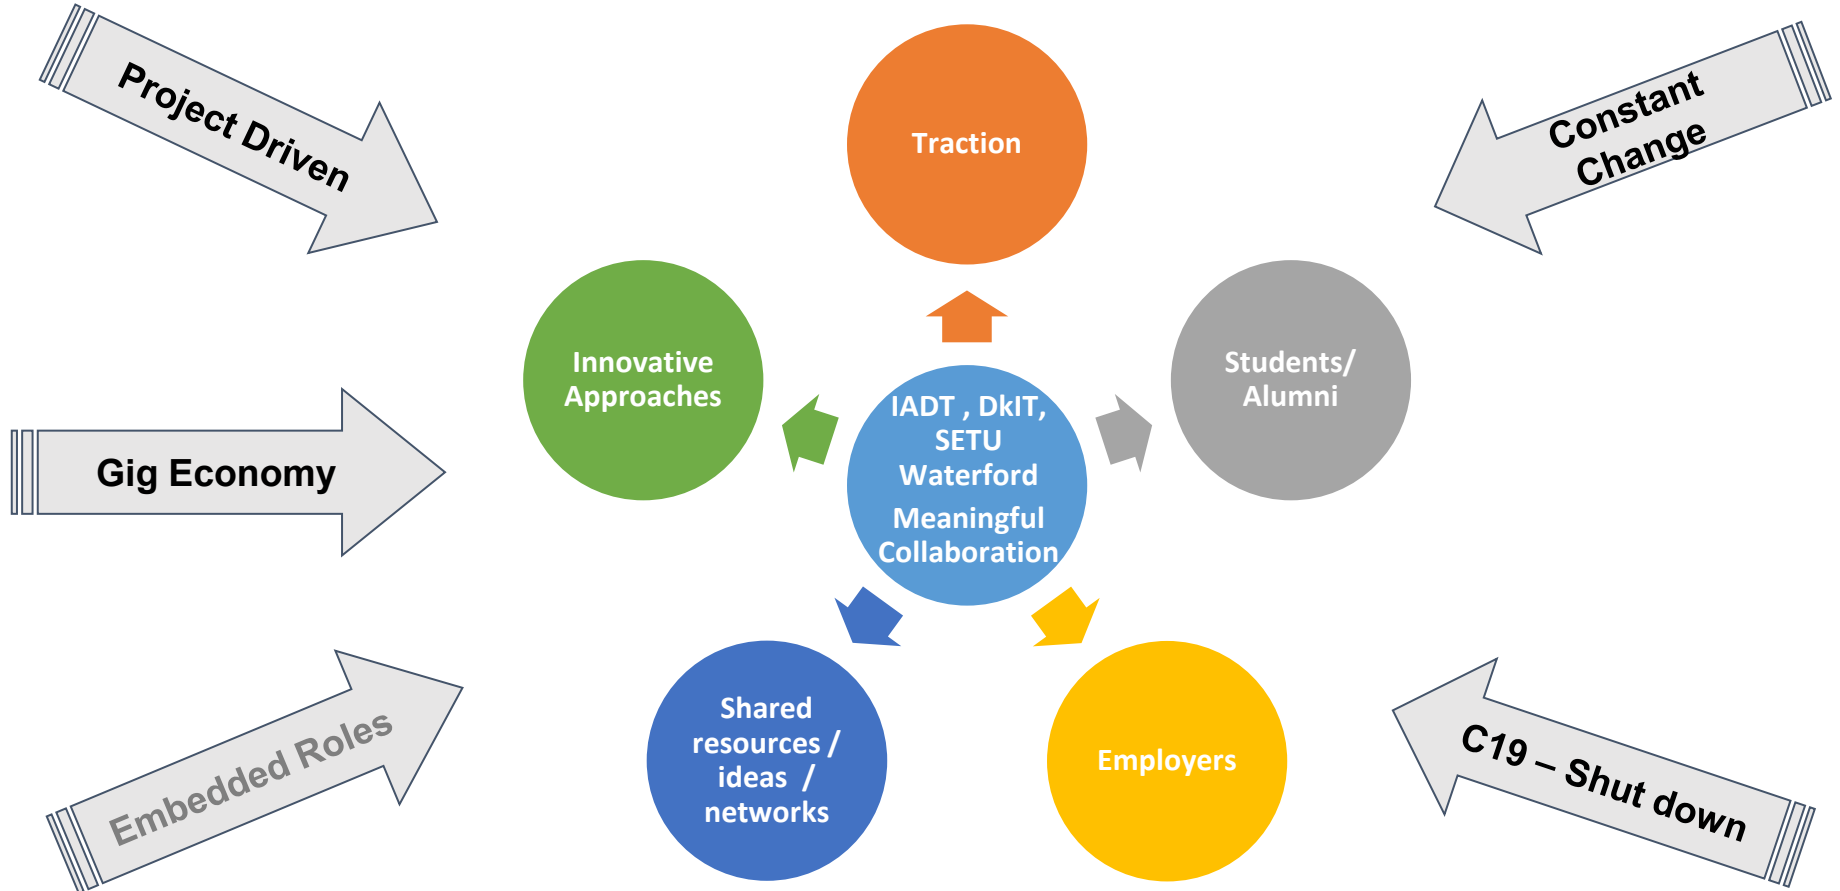 Project Driven
Traction
Constant
Change
Innovative
Approaches
Students/
Alumni
IADT , DkIT,
SETU
Waterford
Meaningful
Collaboration
Gig Economy
Embedded Roles
Shared
resources /
ideas /
networks
Employers
C19 – Shut down